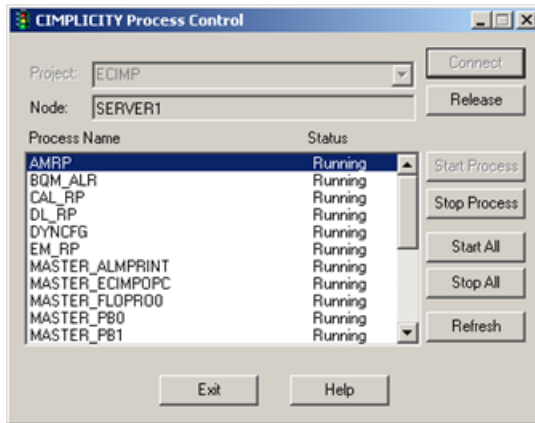 CIMPLICITY Process Control
Project: ECIMP
Connect
Node: SERVER1
Release
Process Name Status
AMRP Running
Start Process
BQM_ALR Running
CAL_RP Running
Stop Process
DL_RP Running
DYNCFG Running
EM_RP Running
Start All
MASTER_ALMPRINT Running
MASTER_ECIMPOPC Running
Stop All
MASTER_FLOPRO0 Running
MASTER_PB0 Running
Refresh
MASTER_PB1 Running
Exit Help